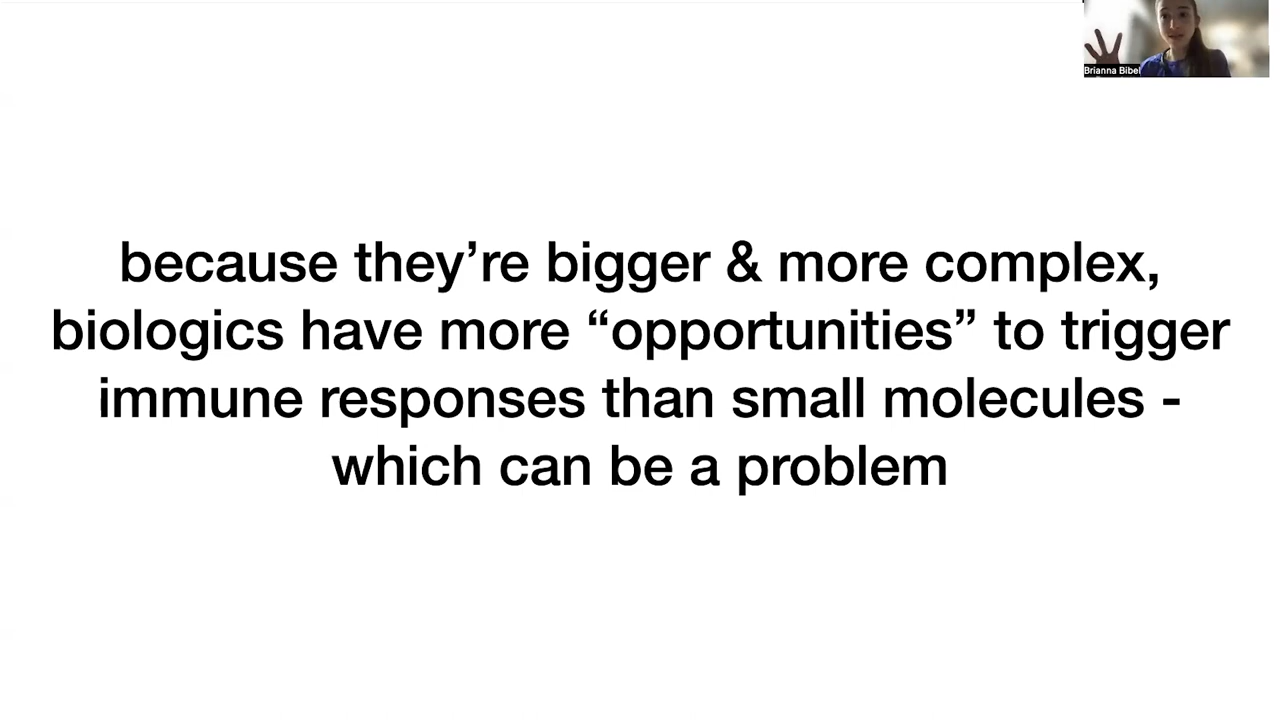 Brianna Bibel
because they’re bigger & more complex,
biologics have more “opportunities” to trigger
immune responses than small molecules -
which can be a problem